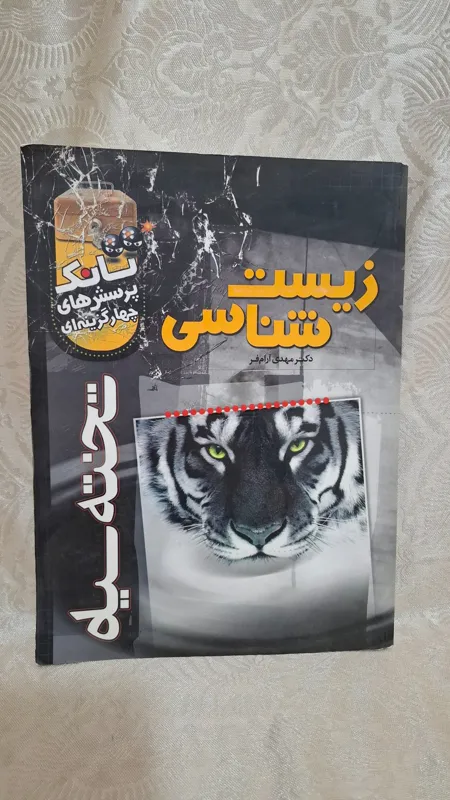 زیست
شناسی
دکتر مهدی آرام‌فر
بانک
پرسش‌های
چهارگزینه‌ای
تخته سیاه